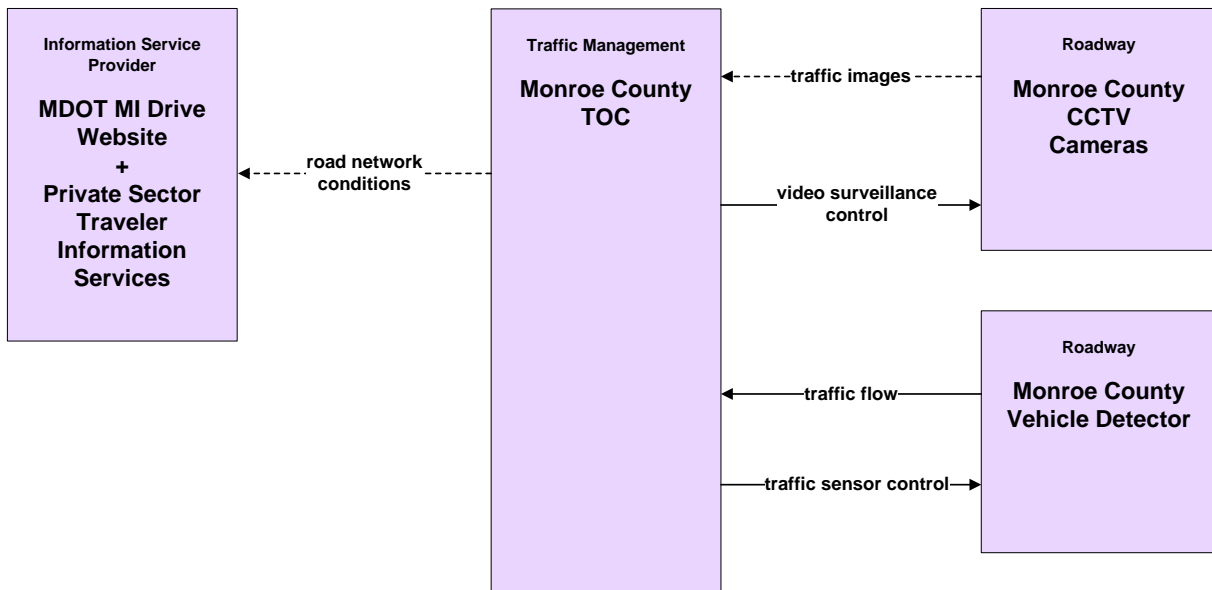 Information Service
Provider
MDOT MI Drive
Website
+
Private Sector
Traveler
Information
Services
road network
conditions
Traffic Management
Monroe County
TOC
traffic images
video surveillance
control
traffic flow
traffic sensor control
Roadway
Monroe County
CCTV
Cameras
Roadway
Monroe County
Vehicle Detector